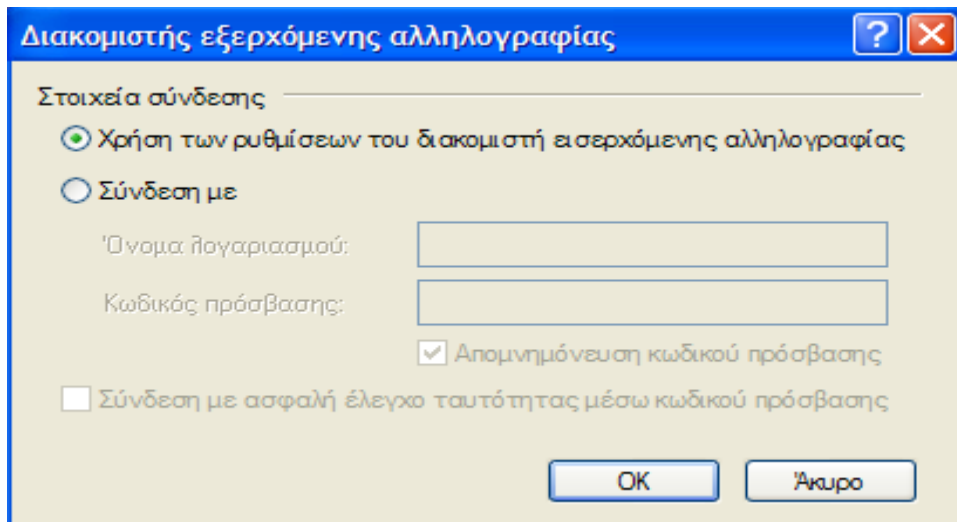 Διακομιστής εξερχόμενης αλληλογραφίας
Στοιχεία σύνδεσης
Χρήση των ρυθμίσεων του διακομιστή εισερχόμενης αλληλογραφίας
Σύνδεση με
Όνομα λογαριασμού:
Κωδικός πρόσβασης:
Απομνημόνευση κωδικού πρόσβασης
Σύνδεση με ασφαλή έλεγχο ταυτότητας μέσω κωδικού πρόσβασης
OK Άκυρο